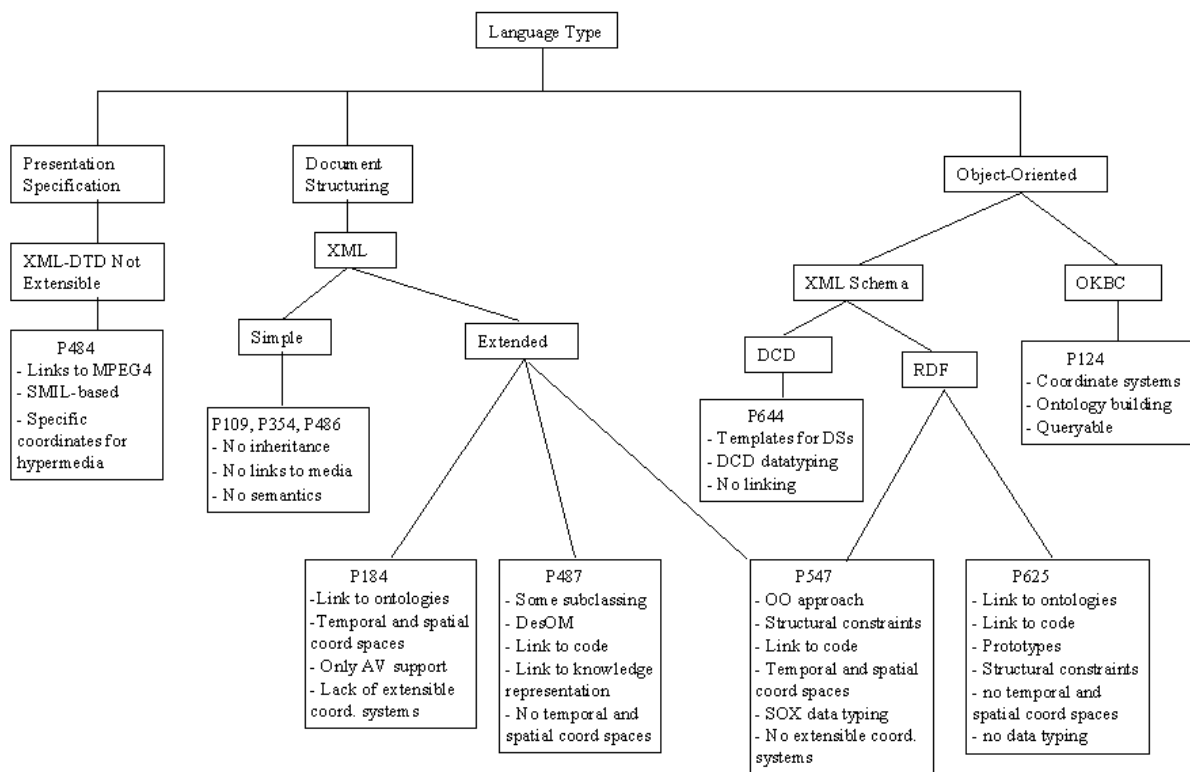 Language Type
Presentation
Specification
Document
Structuring
Object-Oriented
XML-DTD Not
Extensible
XML
XML Schema
OKBC
Simple
Extended
DCD
RDF
P484
- Links to MPEG4
- SMIL-based
- Specific
coordinates for
hypermedia
P109, P354, P486
- No inheritance
- No links to media
- No semantics
P644
- Templates for DSs
- DCD datatyping
- No linking
P124
- Coordinate systems
- Ontology building
- Queryable
P184
-Link to ontologies
-Temporal and spatial
coord spaces
- Only AV support
- Lack of extensible
coord. systems
P487
- Some subclassing
- DesOM
- Link to code
- Link to knowledge
representation
- No temporal and
spatial coord spaces
P547
- OO approach
- Structural constraints
- Link to code
- Temporal and spatial
coord spaces
- SOX data typing
- No extensible coord.
systems
P625
- Link to ontologies
- Link to code
- Prototypes
- Structural constraints
- no temporal and
spatial coord spaces
- no data typing